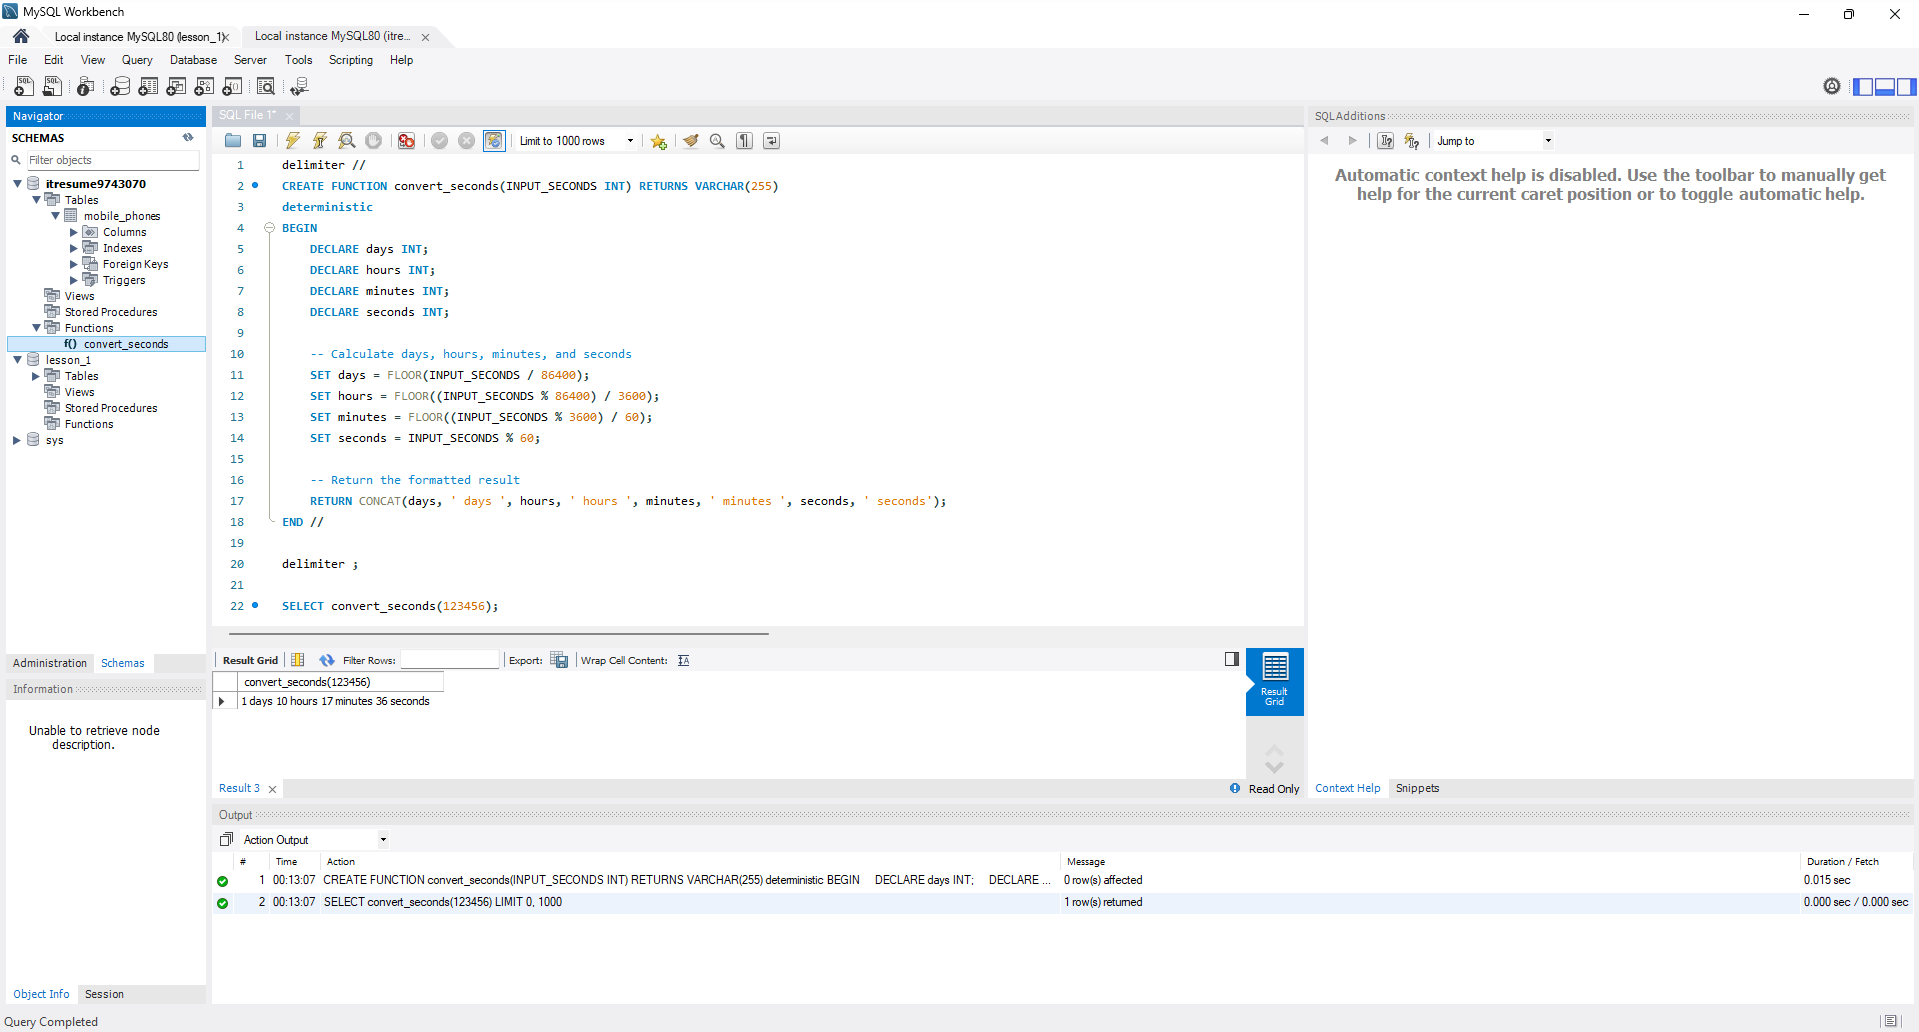 MySQL Workbench
Local instance MySQL80 (lesson_1)
Local instance MySQL80 (itre...
File Edit View Query Database Server Tools Scripting Help
Navigator
SCHEMAS
Filter objects
itresume9743070
Tables
mobile_phones
Columns
Indexes
Foreign Keys
Triggers
Views
Stored Procedures
Functions
f() convert_seconds
lesson_1
Tables
Views
Stored Procedures
Functions
sys
Administration Schemas
Information
Unable to retrieve node
description.
Object Info Session
SQL File 1*
Limit to 1000 rows
1 delimiter //
2 CREATE FUNCTION convert_seconds(INPUT_SECONDS INT) RETURNS VARCHAR(255)
3 deterministic
4 BEGIN
5 DECLARE days INT;
6 DECLARE hours INT;
7 DECLARE minutes INT;
8 DECLARE seconds INT;
9
10 -- Calculate days, hours, minutes, and seconds
11 SET days = FLOOR(INPUT_SECONDS / 86400);
12 SET hours = FLOOR((INPUT_SECONDS % 86400) / 3600);
13 SET minutes = FLOOR((INPUT_SECONDS % 3600) / 60);
14 SET seconds = INPUT_SECONDS % 60;
15
16 -- Return the formatted result
17 RETURN CONCAT(days, ' days ', hours, ' hours ', minutes, ' minutes ', seconds, ' seconds');
18 END //
19
20 delimiter ;
21
22 SELECT convert_seconds(123456);
Result Grid Filter Rows: Export: Wrap Cell Content:
convert_seconds(123456)
1 days 10 hours 17 minutes 36 seconds
Result
Grid
Result 3
Read Only
SQLAdditions
Jump to
Automatic context help is disabled. Use the toolbar to manually get
help for the current caret position or to toggle automatic help.
Context Help Snippets
Output
Action Output
# Time Action Message Duration / Fetch
1 00:13:07 CREATE FUNCTION convert_seconds(INPUT_SECONDS INT) RETURNS VARCHAR(255) deterministic BEGIN DECLARE days INT; DECLARE ... 0 row(s) affected 0.015 sec
2 00:13:07 SELECT convert_seconds(123456) LIMIT 0, 1000 1 row(s) returned 0.000 sec / 0.000 sec
Query Completed